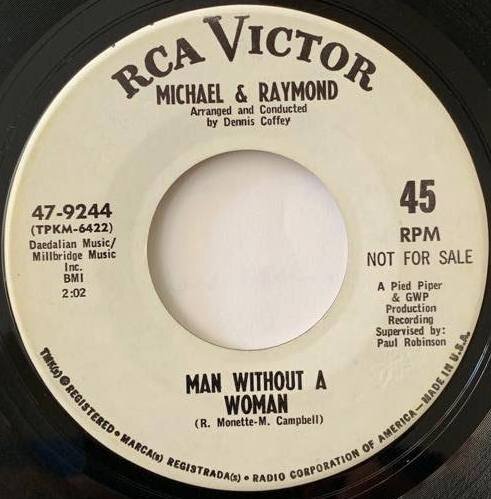 RCA VICTOR
MICHAEL & RAYMOND
Arranged and Conducted
by Dennis Coffey
47-9244
(TPKM-6422)
Daedalian Music/
Millbridge Music
Inc.
BMI
2:02
45
RPM
NOT FOR SALE
A Pied Piper
& GWP
Production
Recording
Supervised by:
Paul Robinson
MAN WITHOUT A
WOMAN
(R. Monette-M. Campbell)
TMK(s) ® REGISTERED • MARCA(s) REGISTRADA(s) • RADIO CORPORATION OF AMERICA—MADE IN U.S.A.